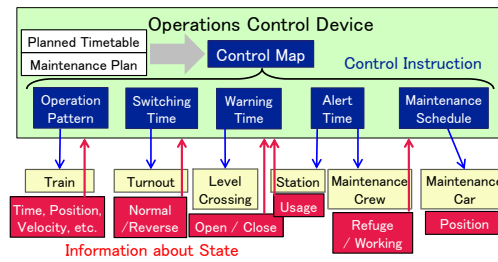 Operations Control Device
Planned Timetable
Maintenance Plan
Control Map
Control Instruction
Operation
Pattern
Switching
Time
Warning
Time
Alert
Time
Maintenance
Schedule
Train
Turnout
Level
Crossing
Station
Maintenance
Crew
Maintenance
Car
Time, Position,
Velocity, etc.
Normal
/Reverse
Open / Close
Usage
Refuge
/ Working
Position
Information about State